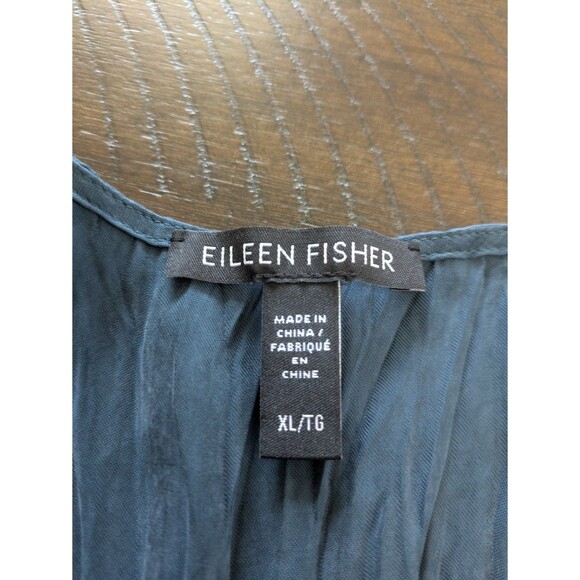 EILEEN FISHER
MADE IN
CHINA /
FABRIQUÉ
EN
CHINE
XL/TG